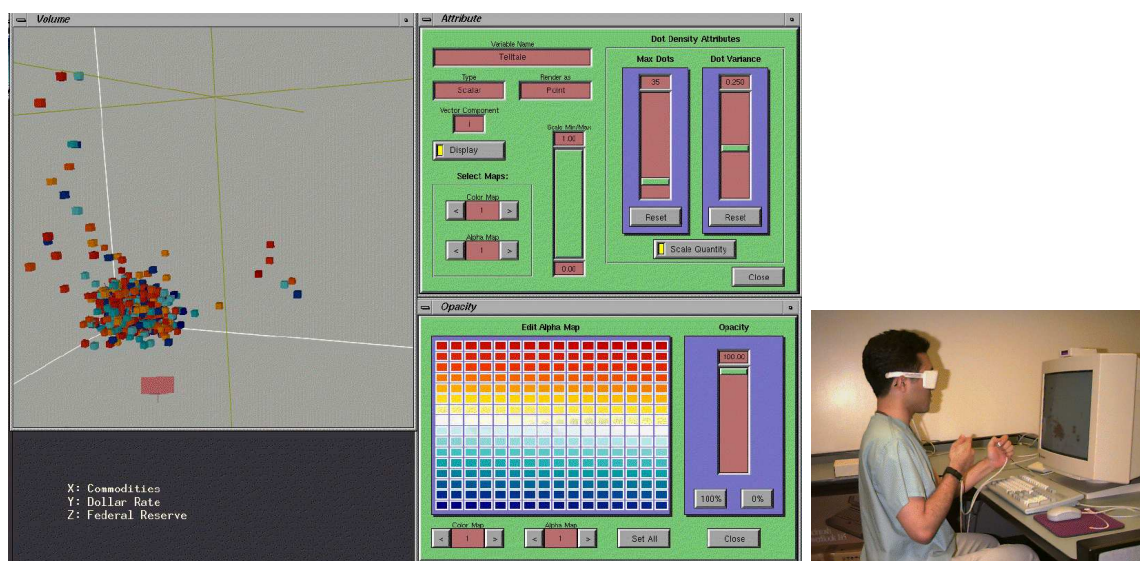 Volume
X: Commodities
Y: Dollar Rate
Z: Federal Reserve
Attribute
Variable Name
Telltale
Type
Scalar
Render as
Point
Vector Component
Display
Select Maps:
Color Map
< 1 >
Alpha Map
< 1 >
Scale Min/Max
1.00
0.00
Dot Density Attributes
Max Dots
35
Reset
Dot Variance
0.250
Reset
Scale Quantity
Close
Opacity
Edit Alpha Map
Color Map
< 1 >
Alpha Map
< 1 >
Set All
Opacity
100.00
100%
0%
Close